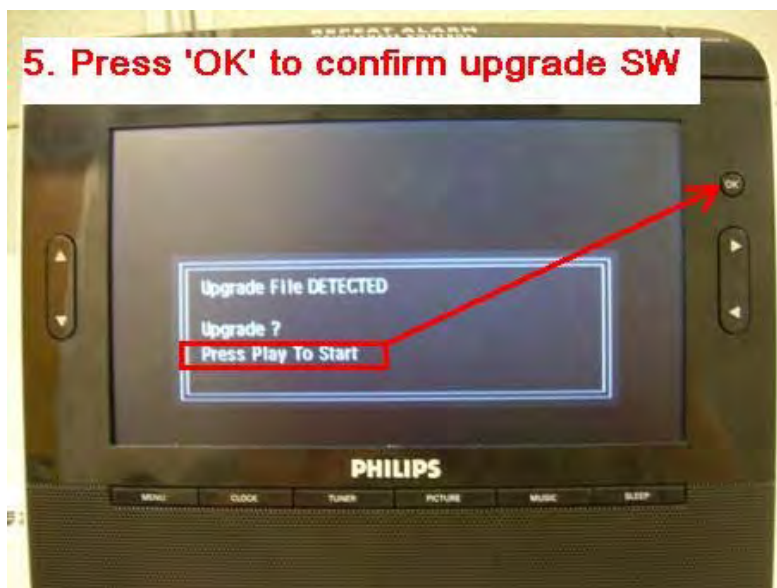 5. Press 'OK' to confirm upgrade SW
OK
Upgrade File DETECTED
Upgrade ?
Press Play To Start
PHILIPS
MENU CLOCK TUNER PICTURE MUSIC SLEEP